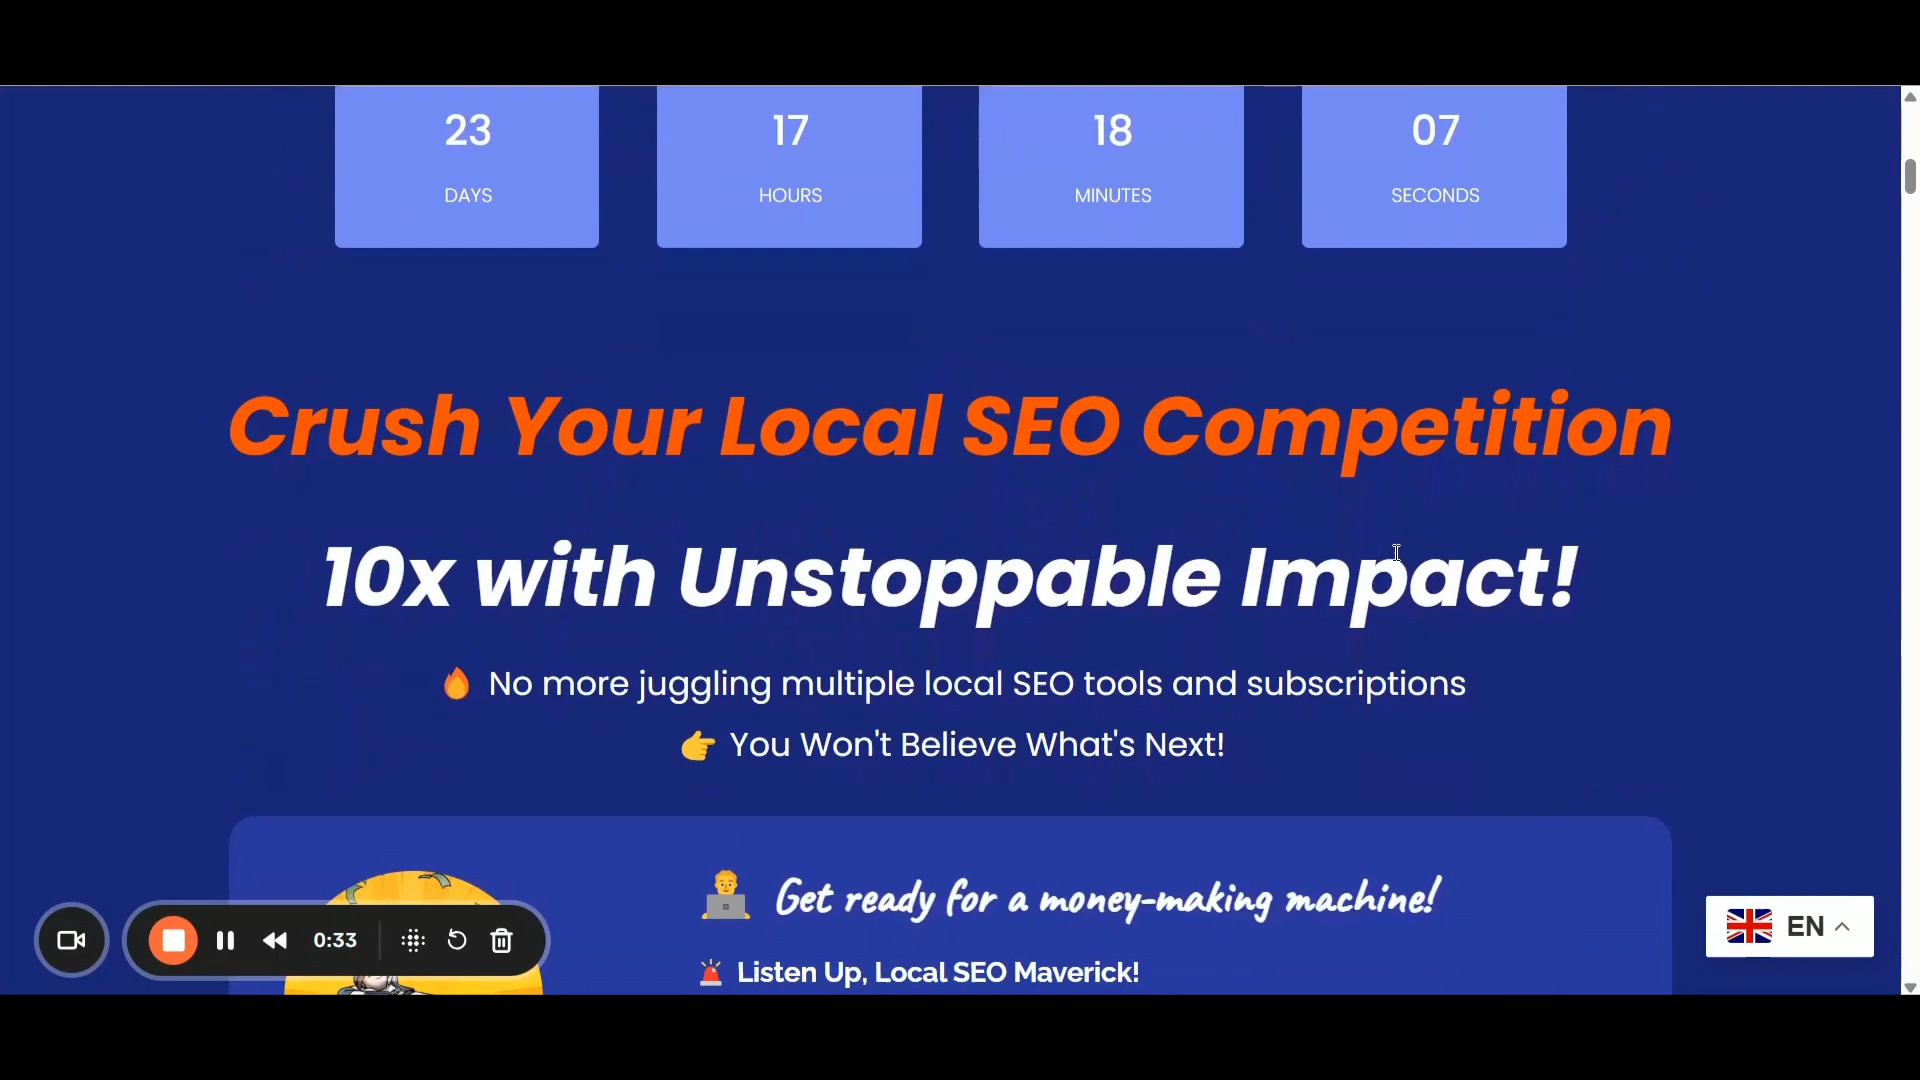 23 17 18 07
DAYS HOURS MINUTES SECONDS
Crush Your Local SEO Competition
10x with Unstoppable Impact!
🔥 No more juggling multiple local SEO tools and subscriptions
👉 You Won't Believe What's Next!
👨‍💻 Get ready for a money-making machine!
🚨 Listen Up, Local SEO Maverick!
0:33
EN